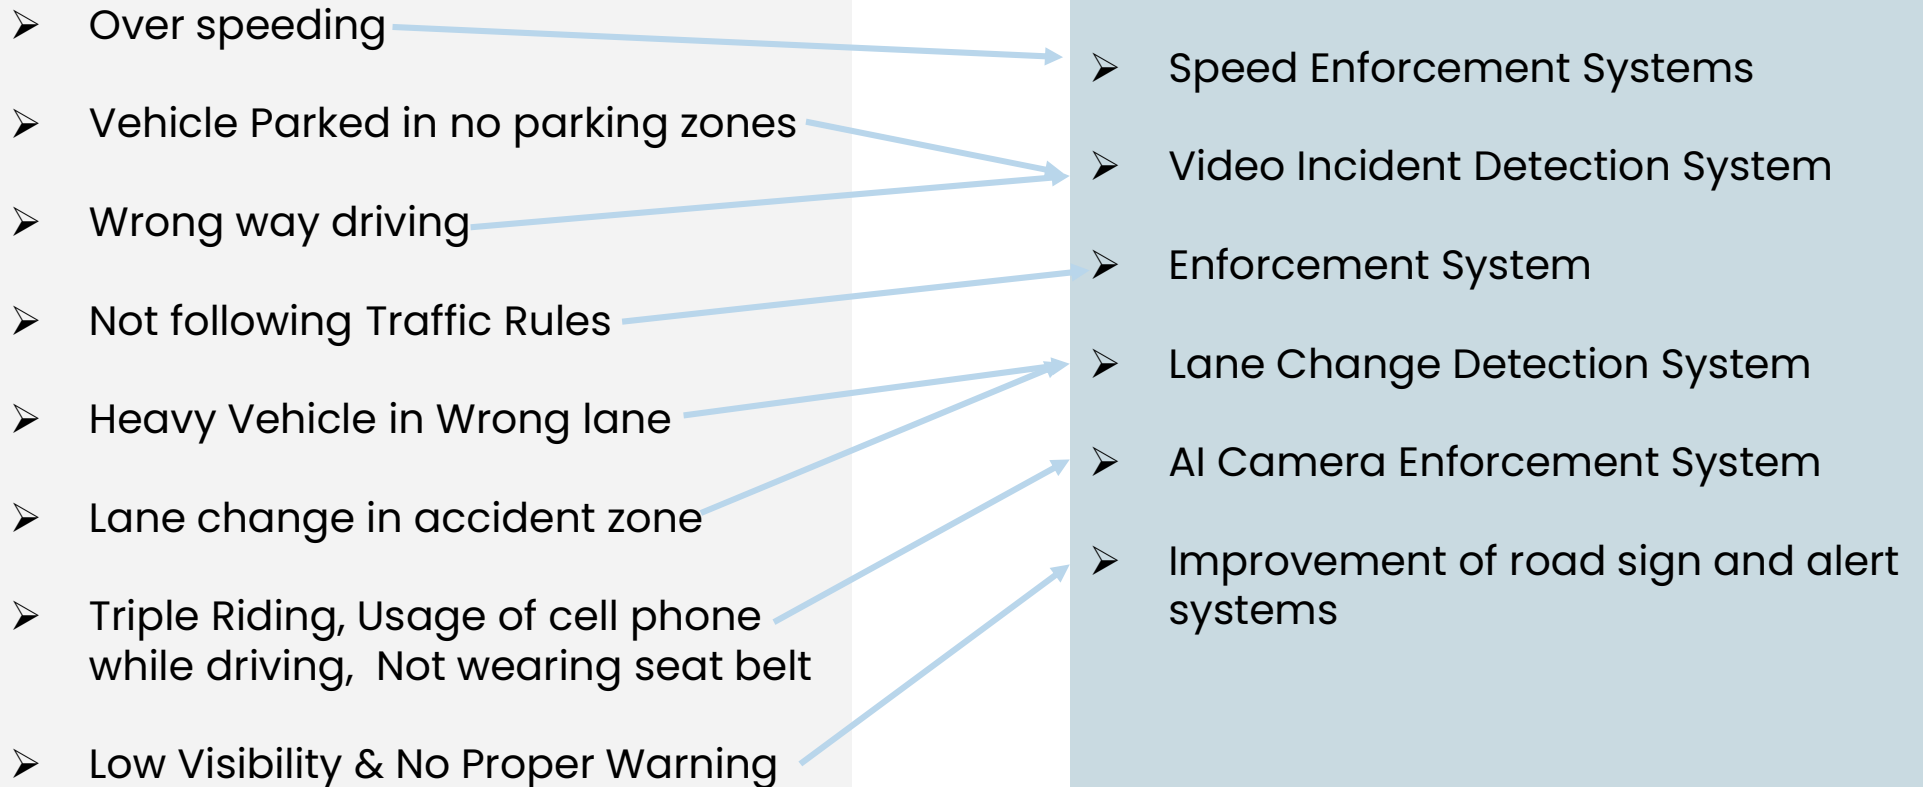 ➢ Over speeding
➢ Vehicle Parked in no parking zones
➢ Wrong way driving
➢ Not following Traffic Rules
➢ Heavy Vehicle in Wrong lane
➢ Lane change in accident zone
➢ Triple Riding, Usage of cell phone
while driving,  Not wearing seat belt
➢ Low Visibility & No Proper Warning
➢ Speed Enforcement Systems
➢ Video Incident Detection System
➢ Enforcement System
➢ Lane Change Detection System
➢ AI Camera Enforcement System
➢ Improvement of road sign and alert
systems